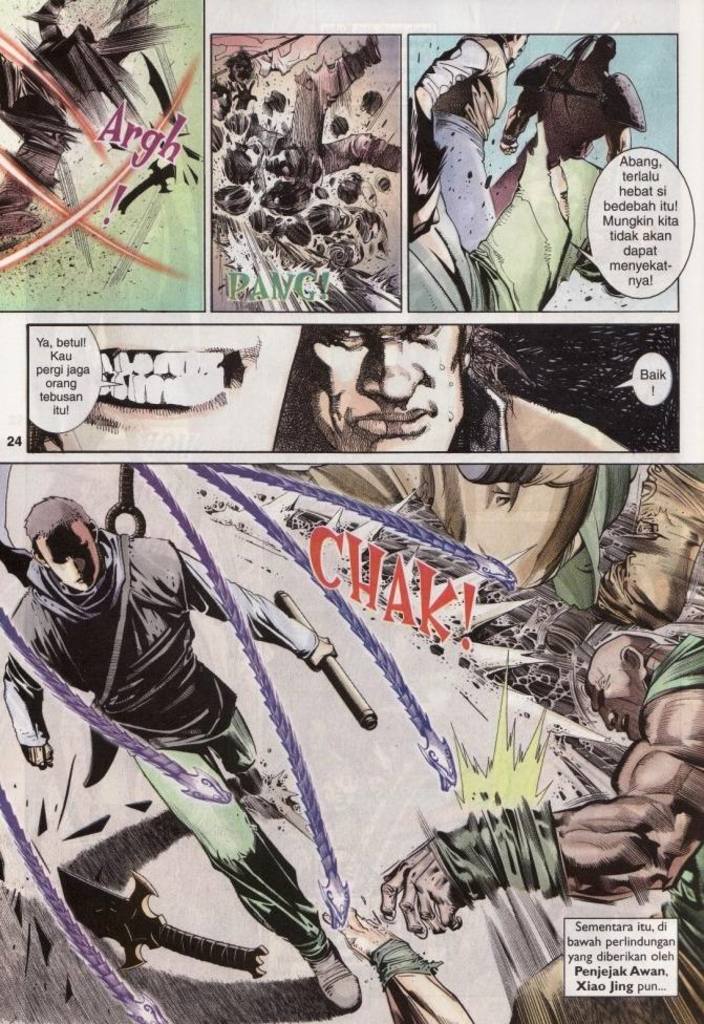 Argh
!
PANG!
Abang,
terlalu
hebat si
bedebah itu!
Mungkin kita
tidak akan
dapat
menyekat-
nya!
Ya, betul!
Kau
pergi jaga
orang
tebusan
itu!
Baik
!
24
CHAK!
Sementara itu, di
bawah perlindungan
yang diberikan oleh
Penjejak Awan,
Xiao Jing pun...